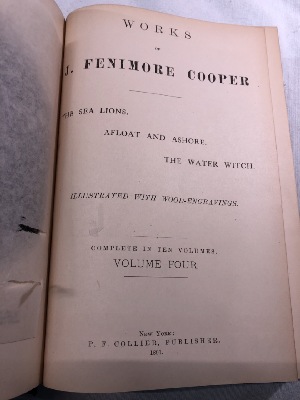 WORKS
OF
J. FENIMORE COOPER
THE SEA LIONS.
AFLOAT AND ASHORE.
THE WATER WITCH.
ILLUSTRATED WITH WOOD-ENGRAVINGS.
COMPLETE IN TEN VOLUMES.
VOLUME FOUR
New York:
P. F. COLLIER, PUBLISHER.
1891.